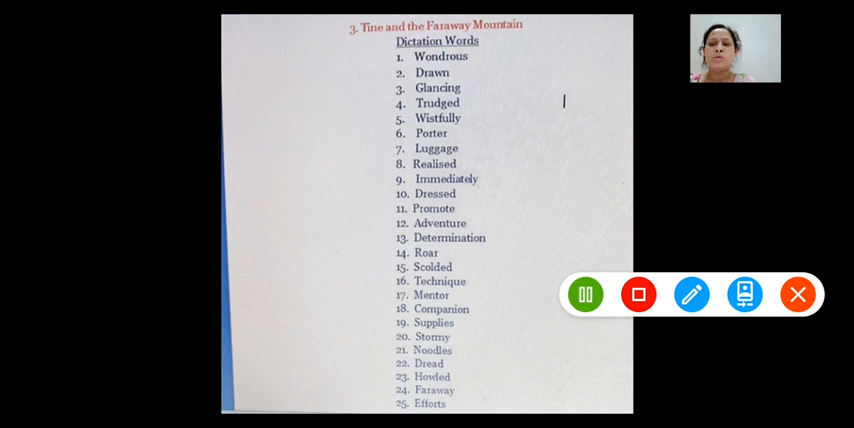 3. Tine and the Faraway Mountain
Dictation Words
1. Wondrous
2. Drawn
3. Glancing
4. Trudged
5. Wistfully
6. Porter
7. Luggage
8. Realised
9. Immediately
10. Dressed
11. Promote
12. Adventure
13. Determination
14. Roar
15. Scolded
16. Technique
17. Mentor
18. Companion
19. Supplies
20. Stormy
21. Noodles
22. Dread
23. Howled
24. Faraway
25. Efforts